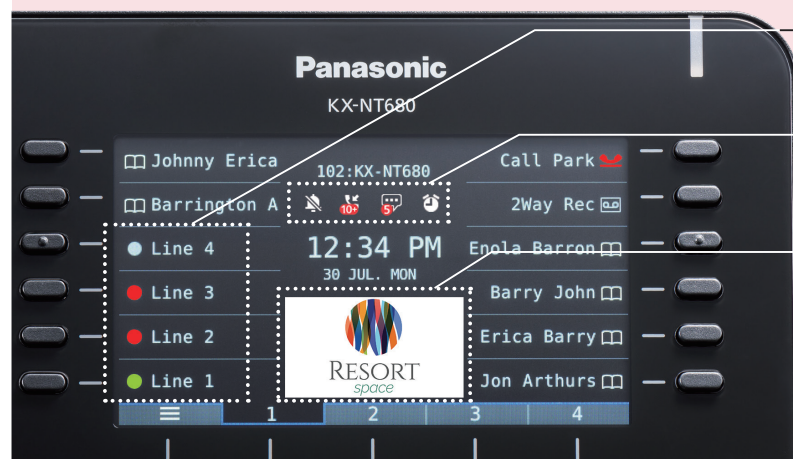 Panasonic
KX-NT680
Johnny Erica
102:KX-NT680
Call Park
Barrington A
10+
5
2Way Rec
Line 4
12:34 PM
Enola Barron
30 JUL. MON
Line 3
Barry John
Line 2
RESORT
space
Erica Barry
Line 1
Jon Arthurs
1
2
3
4